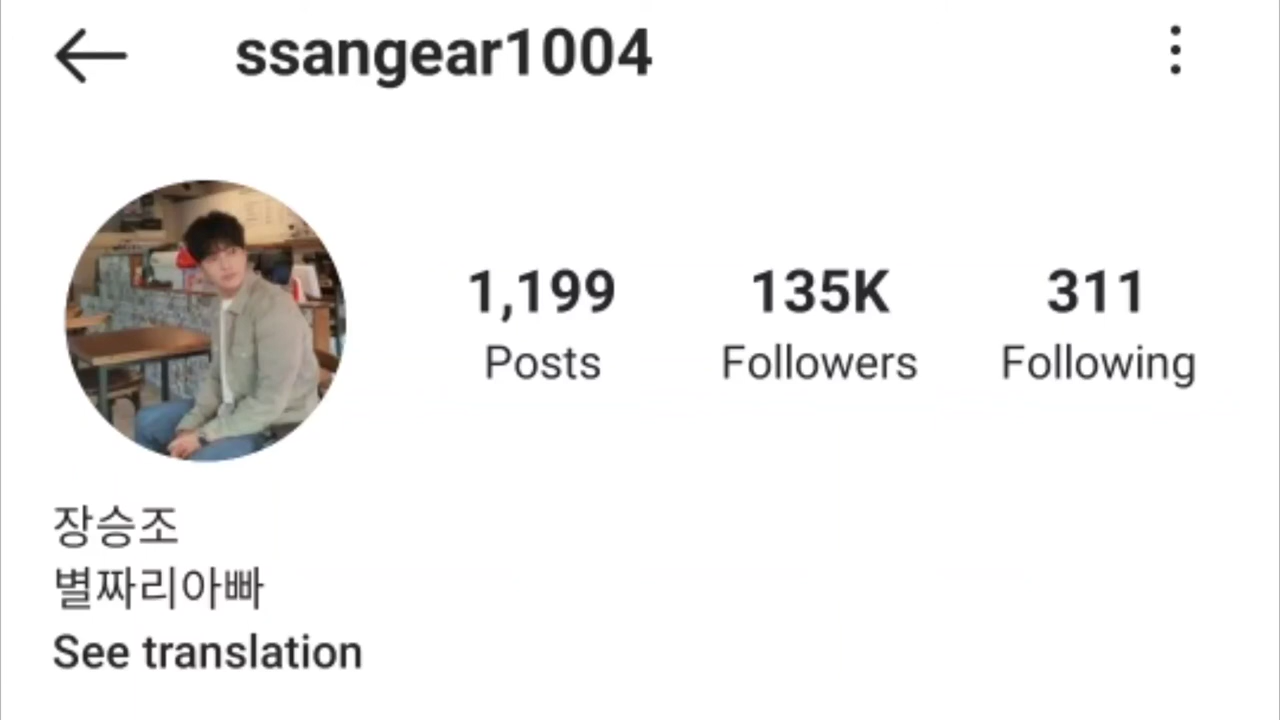 ssangear1004
1,199 135K 311
Posts Followers Following
장승조
별짜리아빠
See translation